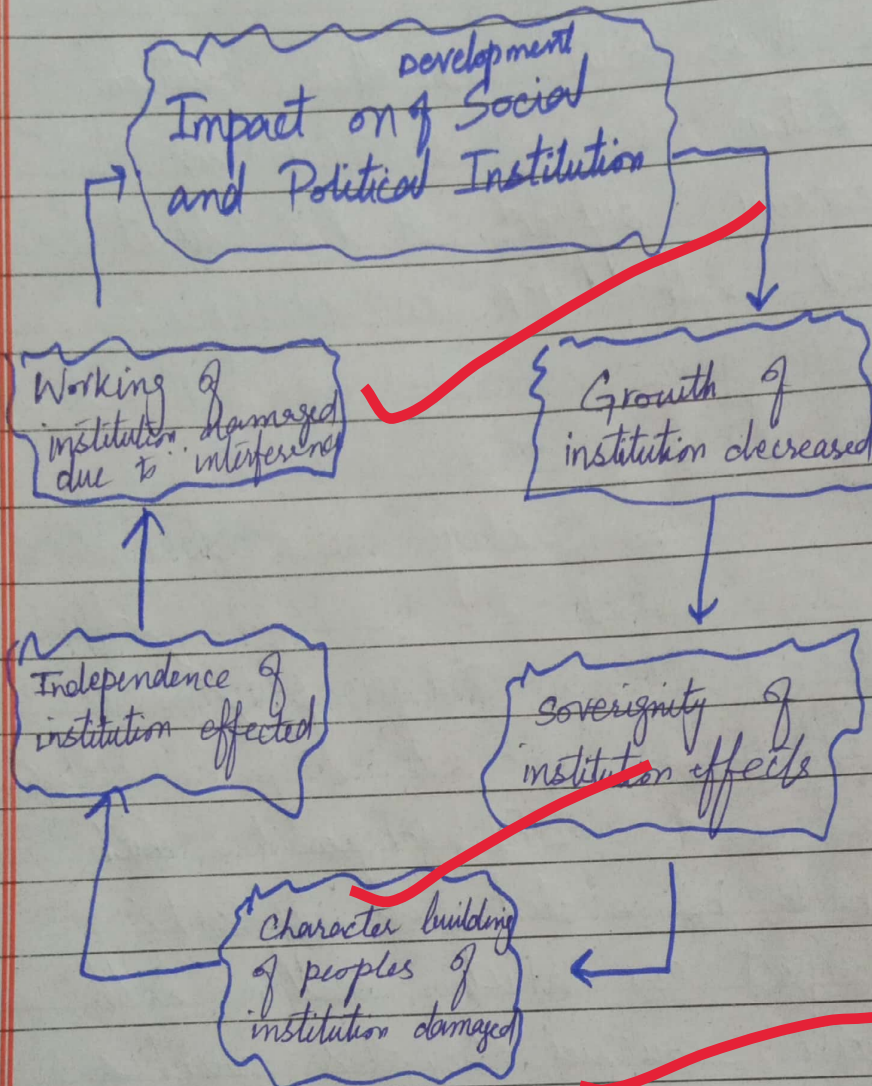 Development
Impact on of Social
and Political Institution
Growth of
institution decreased
Soverignity of
institution effects
Character building
of peoples of
institution damaged
Independence of
institution effected
Working of
institution damaged
due to interference